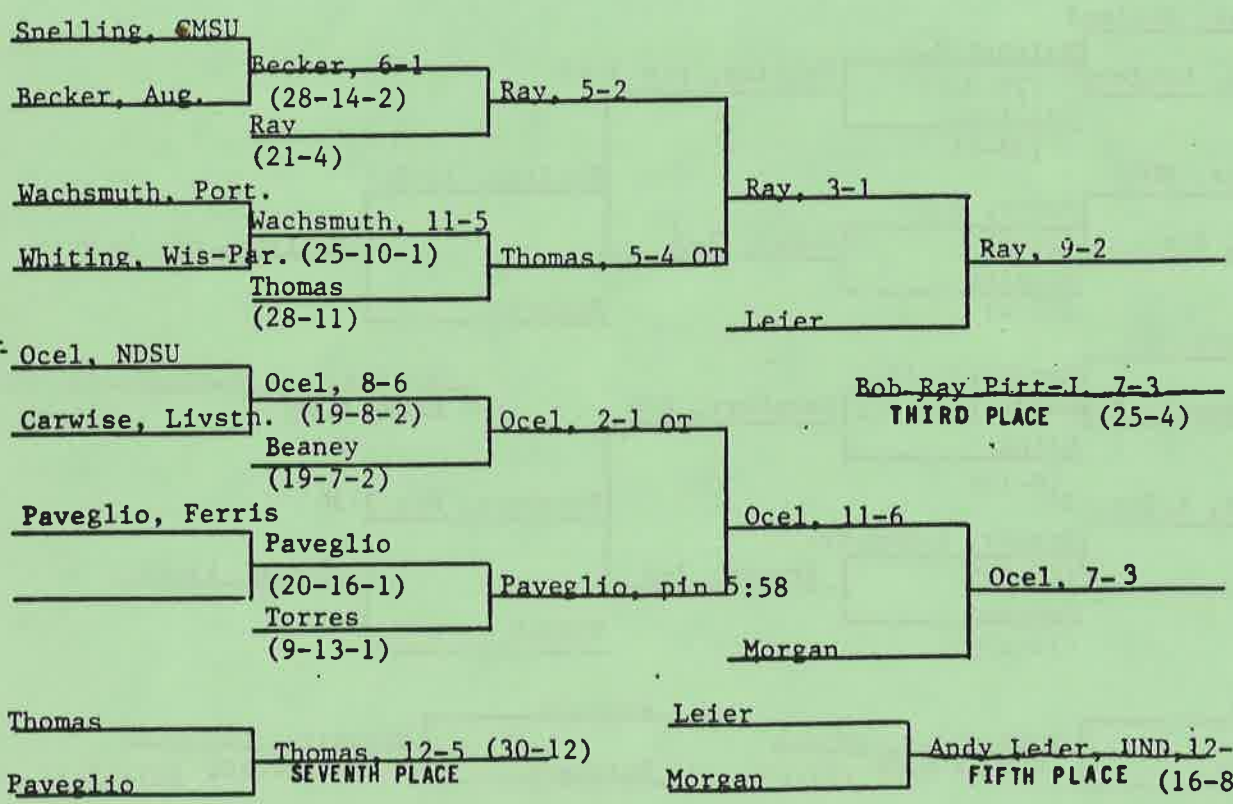 Snelling, CMSU
Becker, 6-1
Becker, Aug.
(28-14-2)
Ray, 5-2
Ray
(21-4)
Wachsmuth, Port.
Ray, 3-1
Wachsmuth, 11-5
Whiting, Wis-Par. (25-10-1)
Thomas, 5-4 OT
Ray, 9-2
Thomas
(28-11)
Leier
Ocel, NDSU
Ocel, 8-6
Bob Ray Pitt-J. 7-3
Carwise, Livsth. (19-8-2)
Ocel, 2-1 OT
THIRD PLACE (25-4)
Beaney
(19-7-2)
Paveglio, Ferris
Ocel, 11-6
Paveglio
(20-16-1)
Paveglio, pin 5:58
Ocel, 7-3
Torres
(9-13-1)
Morgan
Thomas
Thomas, 12-5 (30-12)
SEVENTH PLACE
Paveglio
Leier
Andy Leier, UND, 12-
FIFTH PLACE (16-8
Morgan